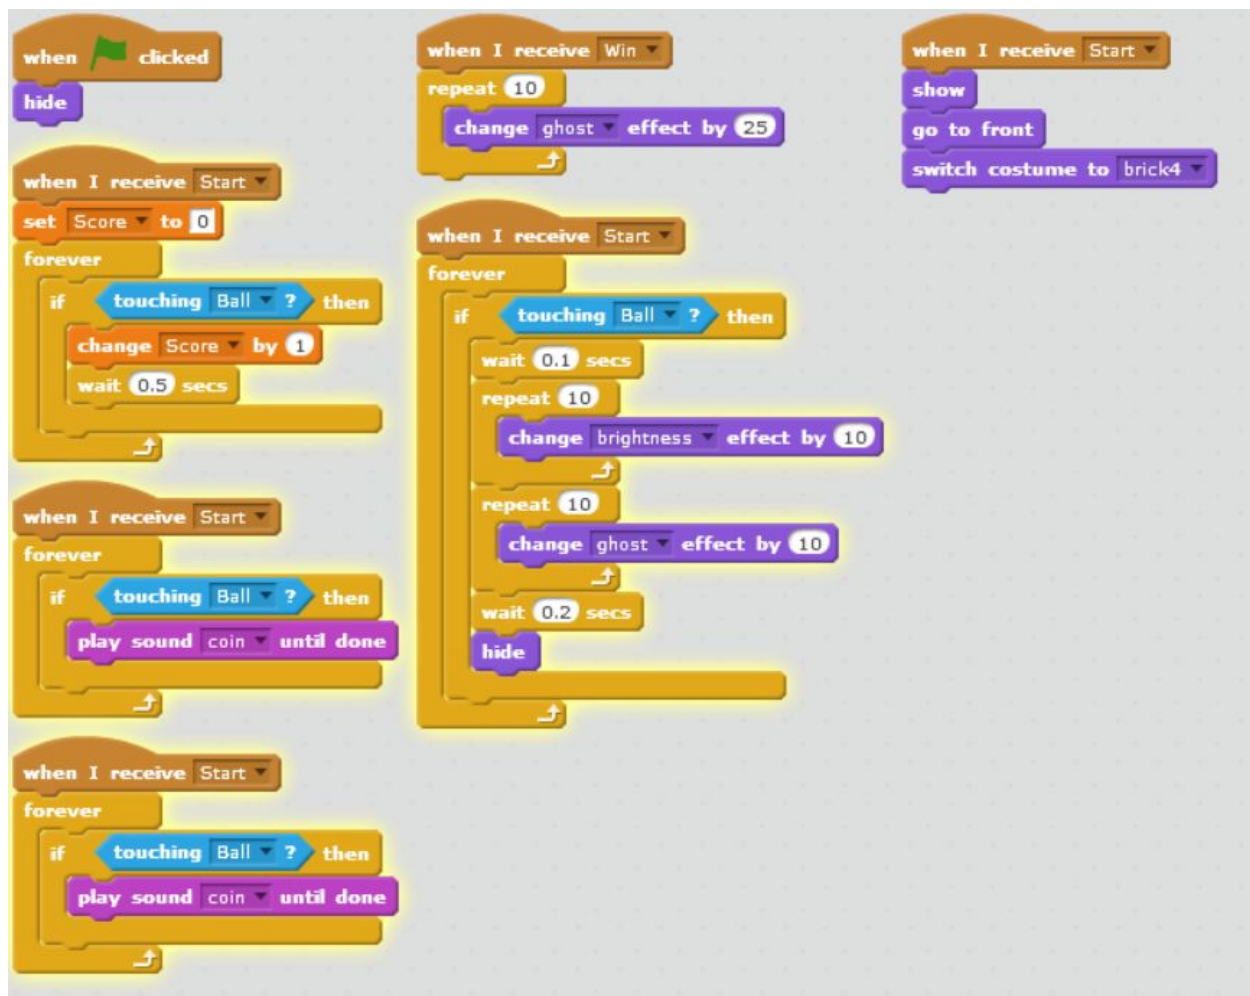 when clicked
hide
when I receive Start
set Score to 0
forever
if touching Ball ? then
change Score by 1
wait 0.5 secs
when I receive Start
forever
if touching Ball ? then
play sound coin until done
when I receive Start
forever
if touching Ball ? then
play sound coin until done
when I receive Win
repeat 10
change ghost effect by 25
when I receive Start
forever
if touching Ball ? then
wait 0.1 secs
repeat 10
change brightness effect by 10
repeat 10
change ghost effect by 10
wait 0.2 secs
hide
when I receive Start
show
go to front
switch costume to brick4